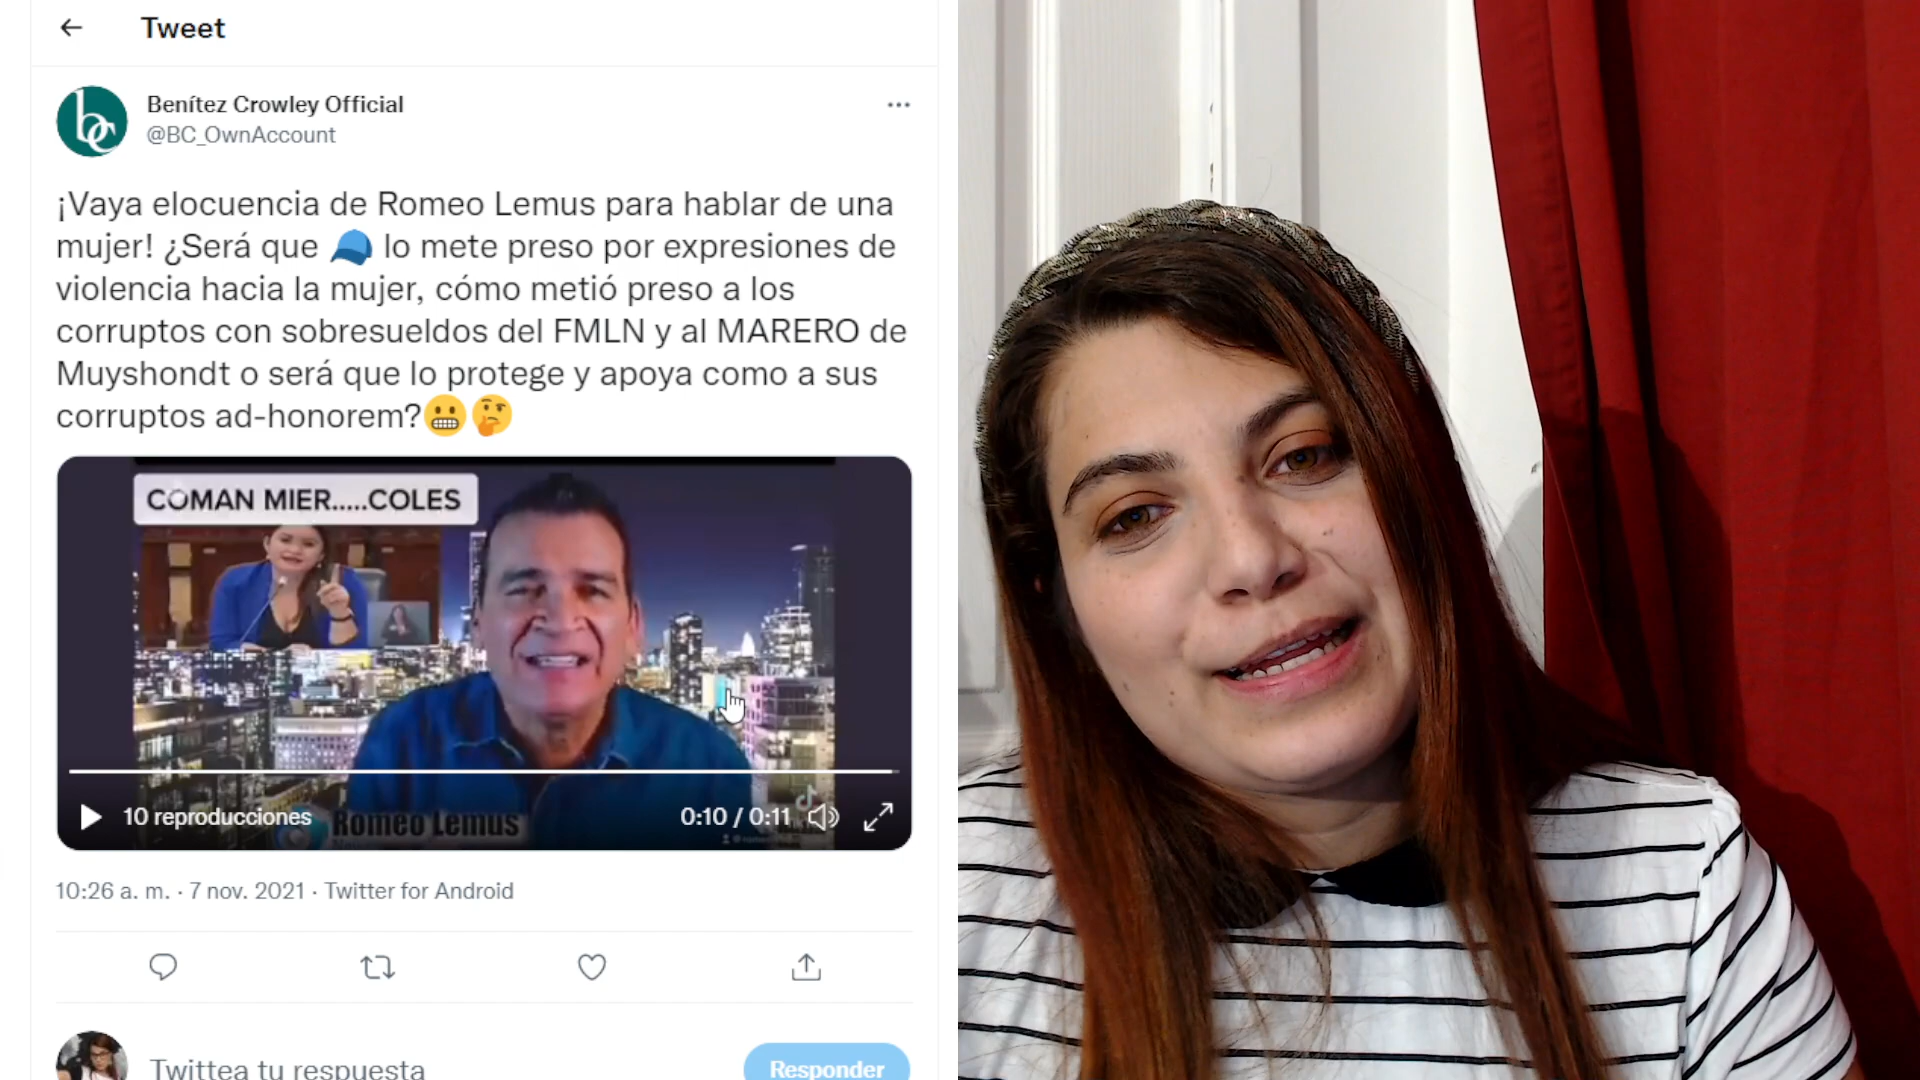 Tweet
Benítez Crowley Official
@BC_OwnAccount
¡Vaya elocuencia de Romeo Lemus para hablar de una
mujer! ¿Será que 🧢 lo mete preso por expresiones de
violencia hacia la mujer, cómo metió preso a los
corruptos con sobresueldos del FMLN y al MARERO de
Muyshondt o será que lo protege y apoya como a sus
corruptos ad-honorem?😬🤔
COMAN MIER.....COLES
Romeo Lemus
10 reproducciones
0:10 / 0:11
10:26 a. m. · 7 nov. 2021 · Twitter for Android
Twittea tu respuesta
Responder